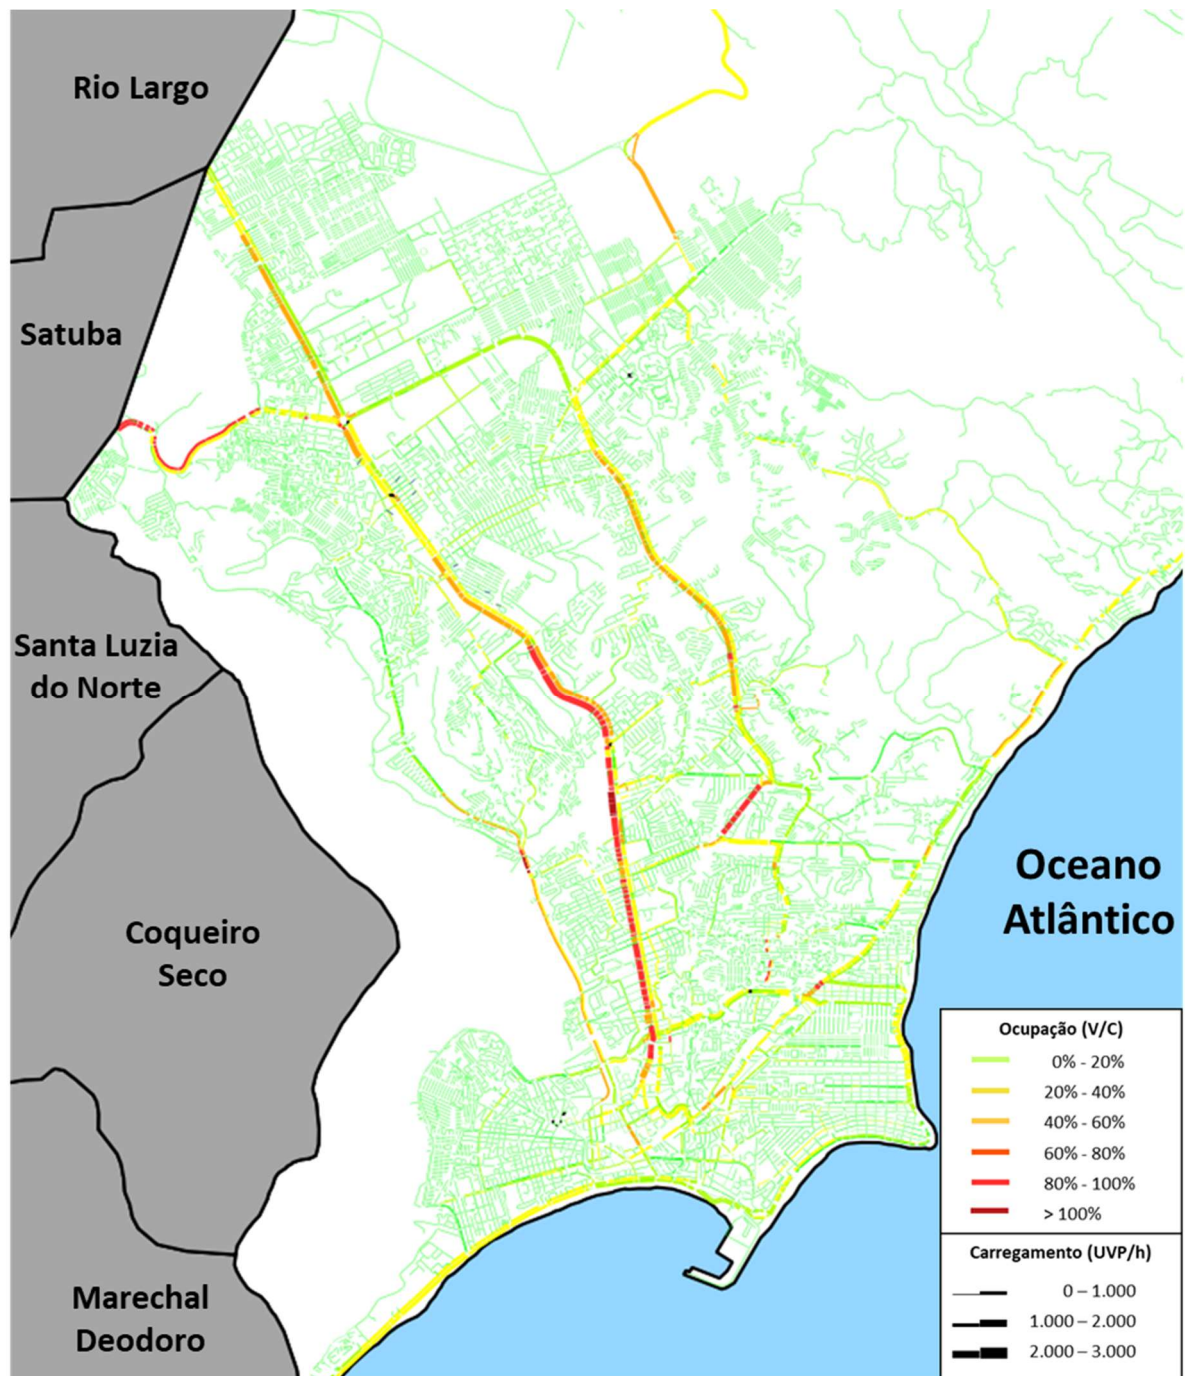 Rio Largo
Satuba
Santa Luzia
do Norte
Coqueiro
Seco
Marechal
Deodoro
Oceano
Atlântico
Ocupação (V/C)
0% - 20%
20% - 40%
40% - 60%
60% - 80%
80% - 100%
> 100%
Carregamento (UVP/h)
0 – 1.000
1.000 – 2.000
2.000 – 3.000